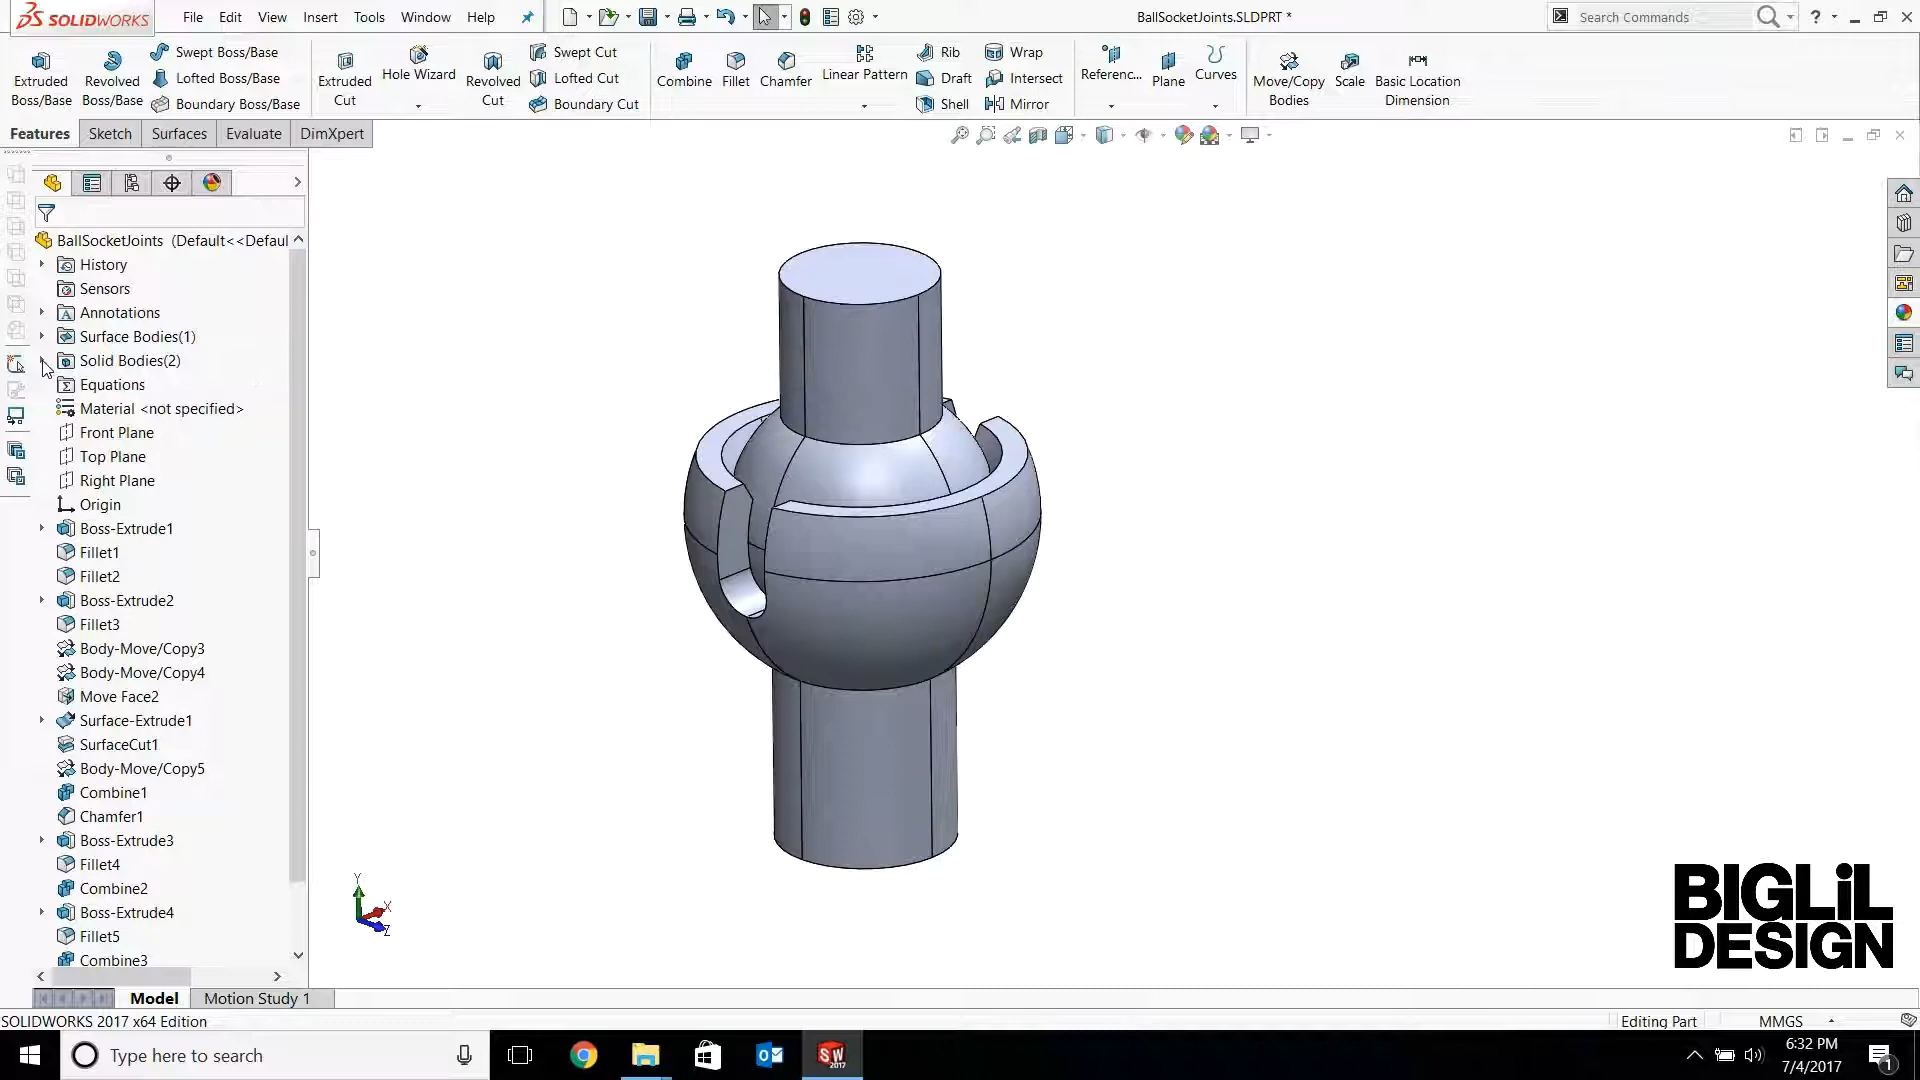 SOLIDWORKS File Edit View Insert Tools Window Help BallSocketJoints.SLDPRT * Search Commands
Extruded Boss/Base
Revolved Boss/Base
Swept Boss/Base
Lofted Boss/Base
Boundary Boss/Base
Extruded Cut
Hole Wizard
Revolved Cut
Swept Cut
Lofted Cut
Boundary Cut
Combine
Fillet
Chamfer
Linear Pattern
Rib
Draft
Shell
Wrap
Intersect
Mirror
Referenc...
Plane
Curves
Move/Copy Bodies
Scale
Basic Location Dimension
Features Sketch Surfaces Evaluate DimXpert
BallSocketJoints (Default<<Defaul
History
Sensors
Annotations
Surface Bodies(1)
Solid Bodies(2)
Equations
Material <not specified>
Front Plane
Top Plane
Right Plane
Origin
Boss-Extrude1
Fillet1
Fillet2
Boss-Extrude2
Fillet3
Body-Move/Copy3
Body-Move/Copy4
Move Face2
Surface-Extrude1
SurfaceCut1
Body-Move/Copy5
Combine1
Chamfer1
Boss-Extrude3
Fillet4
Combine2
Boss-Extrude4
Fillet5
Combine3
Y
X
Z
BIGLiL
DESIGN
Model Motion Study 1
SOLIDWORKS 2017 x64 Edition Editing Part MMGS
Type here to search
SW
2017
6:32 PM
7/4/2017
1